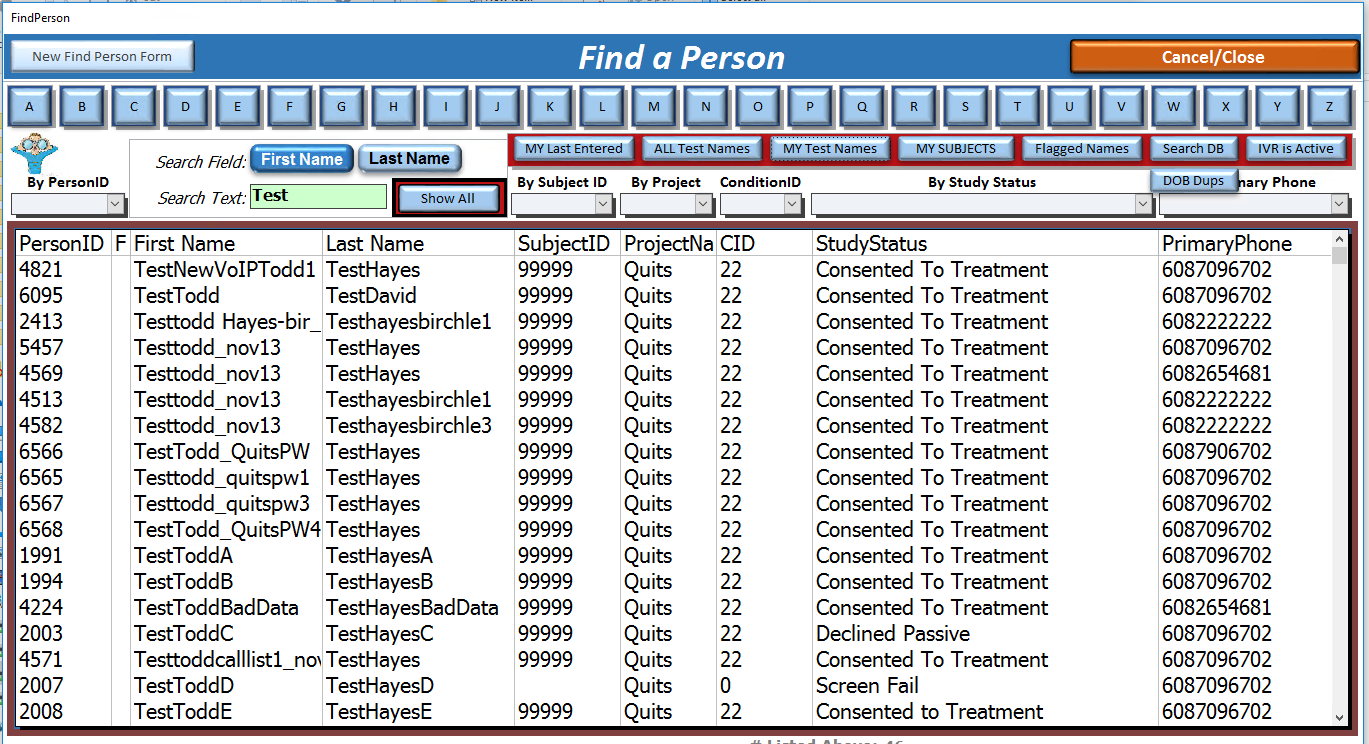 FindPerson
New Find Person Form Find a Person Cancel/Close
A B C D E F G H I J K L M N O P Q R S T U V W X Y Z
Search Field: First Name Last Name MY Last Entered ALL Test Names MY Test Names MY SUBJECTS Flagged Names Search DB IVR is Active
By PersonID By Subject ID By Project ConditionID By Study Status DOB Dups Phone
Search Text: Test Show All
PersonID F First Name Last Name SubjectID ProjectNa CID StudyStatus PrimaryPhone
4821 TestNewVoIPTodd1 TestHayes 99999 Quits 22 Consented To Treatment 6087096702
6095 TestTodd TestDavid 99999 Quits 22 Consented To Treatment 6087096702
2413 Testtodd Hayes-bir_ Testhayesbirchle1 99999 Quits 22 Consented To Treatment 6082222222
5457 Testtodd_nov13 TestHayes 99999 Quits 22 Consented To Treatment 6087096702
4569 Testtodd_nov13 TestHayes 99999 Quits 22 Consented To Treatment 6082654681
4513 Testtodd_nov13 Testhayesbirchle1 99999 Quits 22 Consented To Treatment 6082222222
4582 Testtodd_nov13 Testhayesbirchle3 99999 Quits 22 Consented To Treatment 6082222222
6566 TestTodd_QuitsPW TestHayes 99999 Quits 22 Consented To Treatment 6087906702
6565 Testtodd_quitspw1 TestHayes 99999 Quits 22 Consented To Treatment 6087096702
6567 Testtodd_quitspw3 TestHayes 99999 Quits 22 Consented To Treatment 6087096702
6568 TestTodd_QuitsPW4 TestHayes 99999 Quits 22 Consented To Treatment 6087096702
1991 TestToddA TestHayesA 99999 Quits 22 Consented To Treatment 6087096702
1994 TestToddB TestHayesB 99999 Quits 22 Consented To Treatment 6087096702
4224 TestToddBadData TestHayesBadData 99999 Quits 22 Consented To Treatment 6082654681
2003 TestToddC TestHayesC 99999 Quits 22 Declined Passive 6087096702
4571 Testtoddcalllist1_nov TestHayes 99999 Quits 22 Consented To Treatment 6087096702
2007 TestToddD TestHayesD Quits 0 Screen Fail 6087096702
2008 TestToddE TestHayesE 99999 Quits 22 Consented to Treatment 6087096702
# Listed Above: